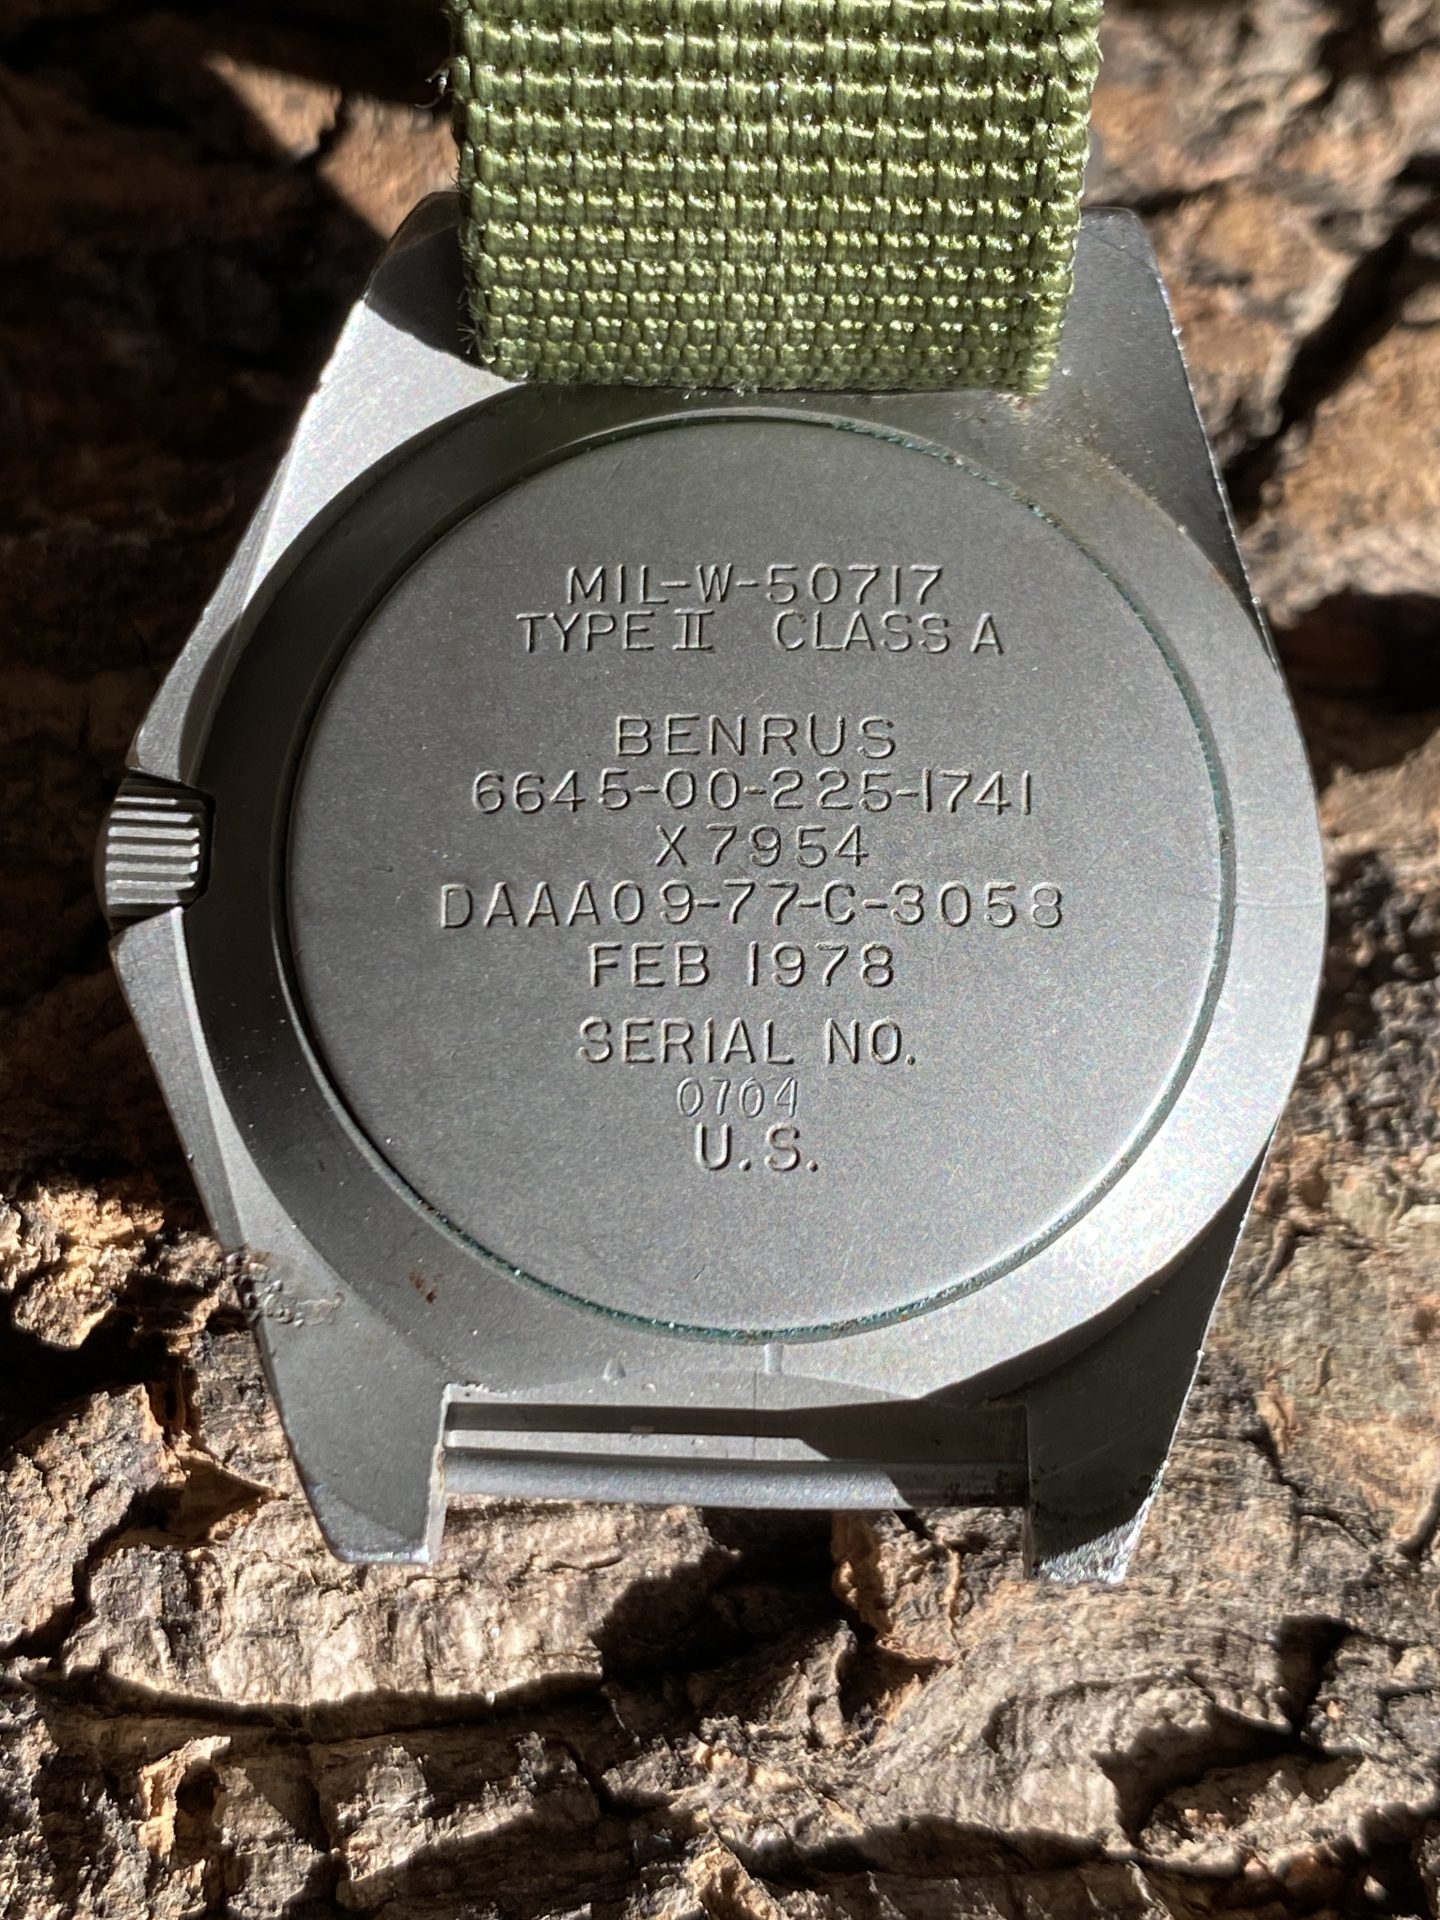 MIL-W-50717
TYPE II CLASS A
BENRUS
6645-00-225-1741
X7954
DAAA09-77-C-3058
FEB 1978
SERIAL NO.
0704
U.S.